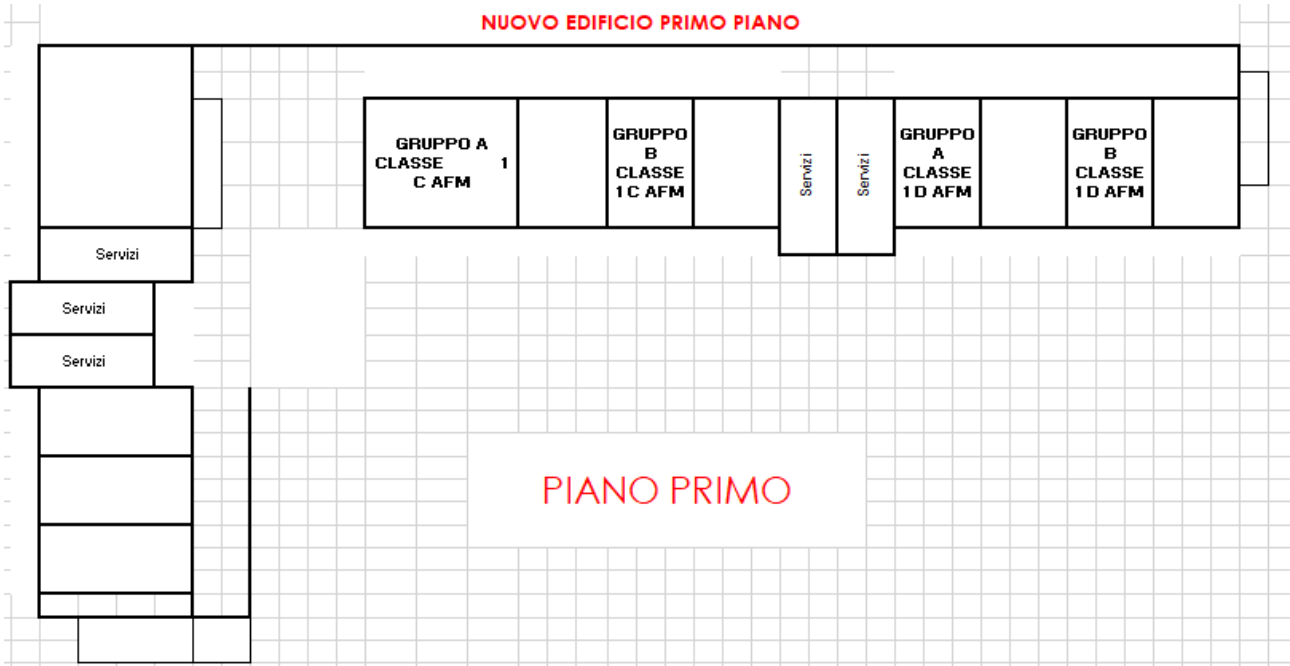 NUOVO EDIFICIO PRIMO PIANO
GRUPPO A
CLASSE 1
C AFM
GRUPPO
B
CLASSE
1 C AFM
Servizi
Servizi
GRUPPO
A
CLASSE
1 D AFM
GRUPPO
B
CLASSE
1 D AFM
Servizi
Servizi
Servizi
PIANO PRIMO